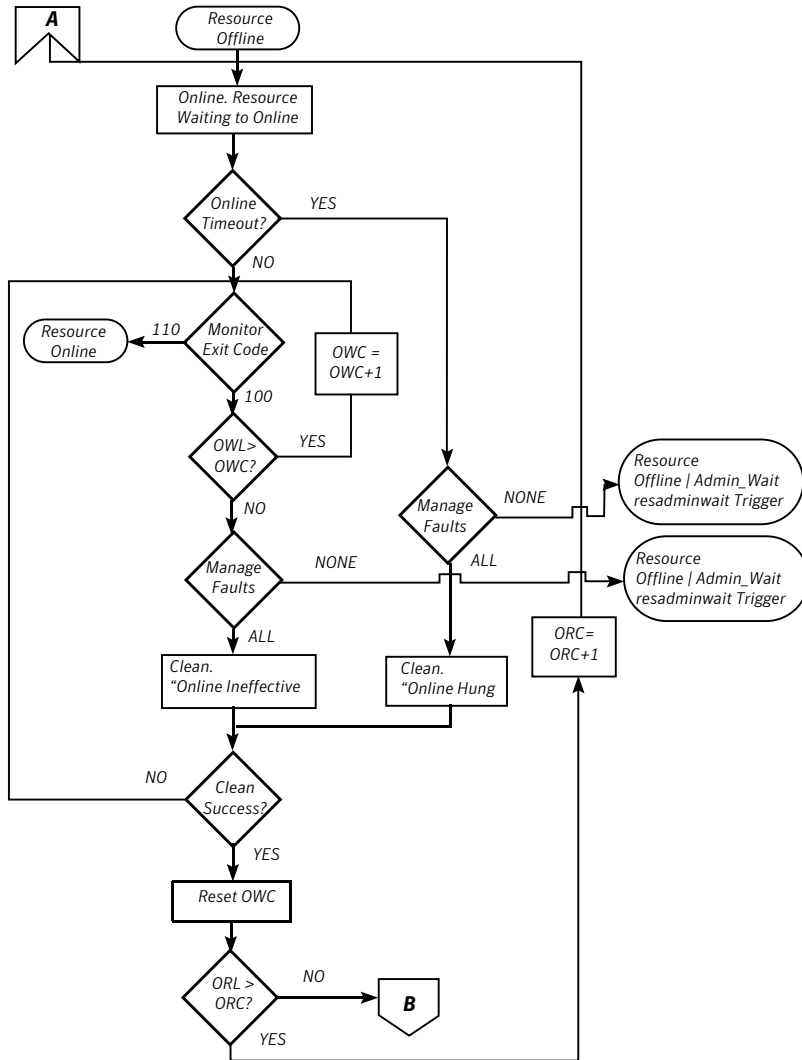 A
Resource
Offline
Online. Resource
Waiting to Online
Online
Timeout?
YES
NO
Resource
Online
110
Monitor
Exit Code
OWC =
OWC+1
100
OWL>
OWC?
YES
NO
Manage
Faults
NONE
Resource
Offline | Admin_Wait
resadminwait Trigger
ALL
Manage
Faults
NONE
Resource
Offline | Admin_Wait
resadminwait Trigger
ALL
ORC=
ORC+1
Clean.
“Online Ineffective
Clean.
“Online Hung
NO
Clean
Success?
YES
Reset OWC
ORL >
ORC?
NO
B
YES